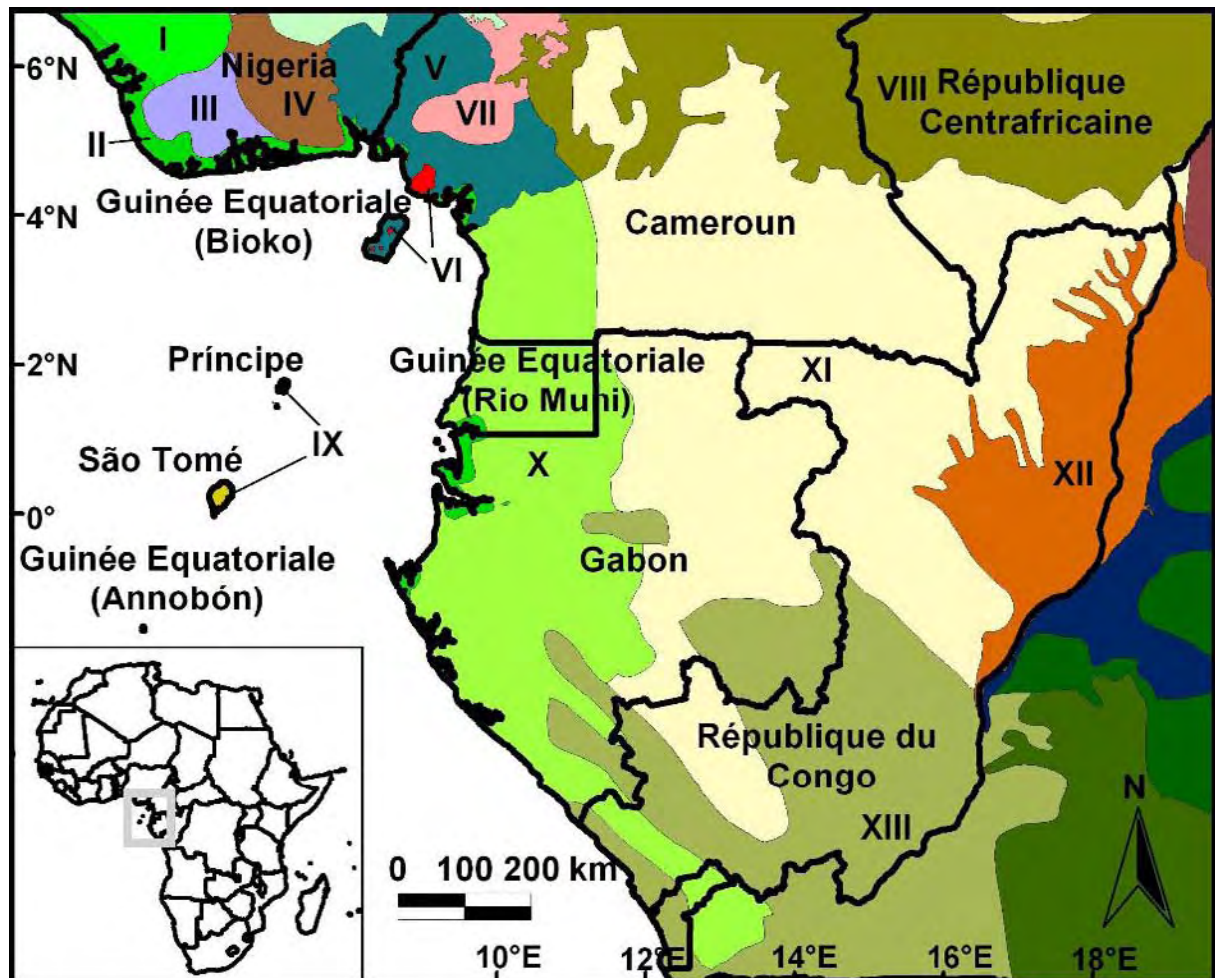 I
6°N
Nigeria
V
VIII
République
Centrafricaine
III
IV
VII
II
4°N
Guinée Equatoriale
(Bioko)
Cameroun
VI
2°N
Príncipe
Guinée Equatoriale
(Rio Muni)
XI
IX
São Tomé
X
XII
0°
Guinée Equatoriale
(Annobón)
Gabon
République du
Congo
XIII
N
0 100 200 km
10°E
12°E
14°E
16°E
18°E